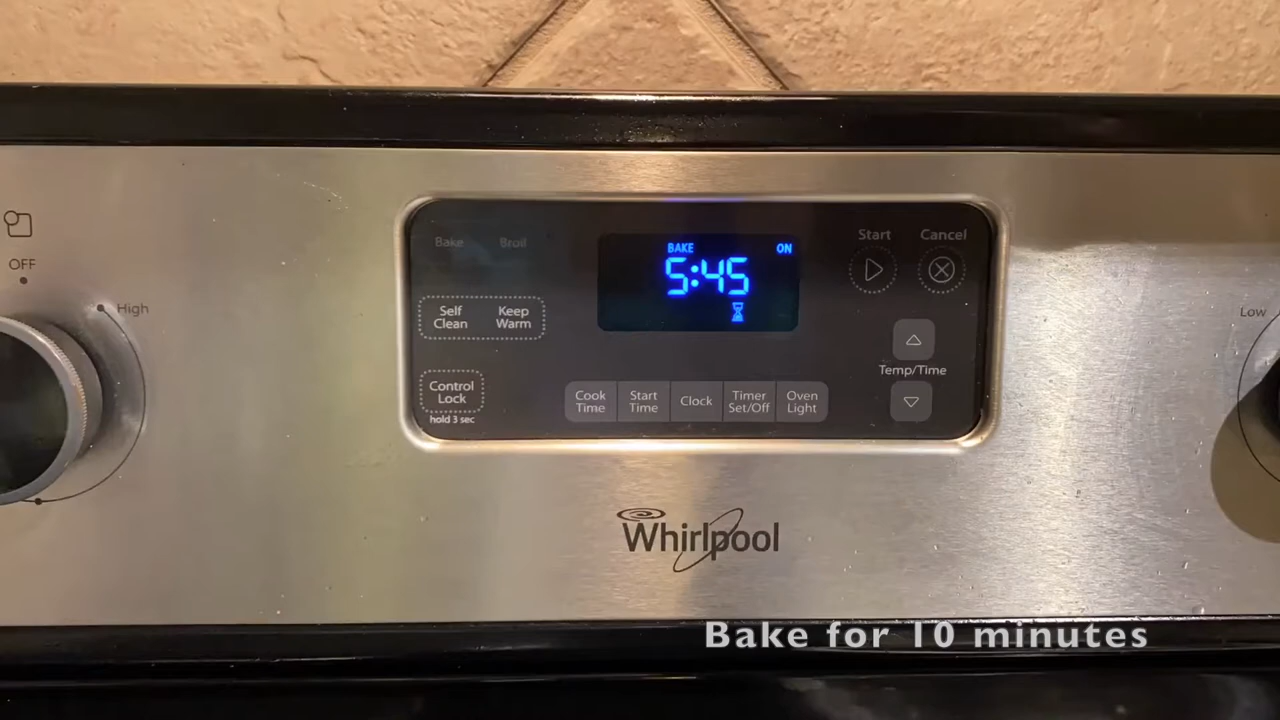 OFF
High
Bake Broil
Self Clean
Keep Warm
Control Lock
hold 3 sec
BAKE ON
5:45
Start Cancel
Temp/Time
Cook Time
Start Time
Clock
Timer Set/Off
Oven Light
Low
Whirlpool
Bake for 10 minutes